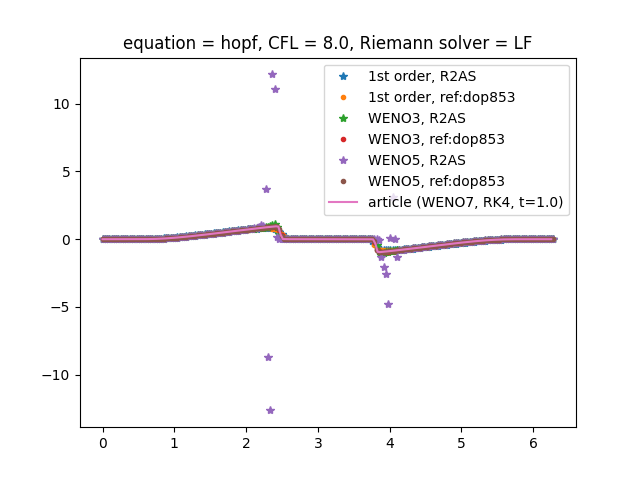 equation = hopf, CFL = 8.0, Riemann solver = LF
1st order, R2AS
1st order, ref:dop853
WENO3, R2AS
WENO3, ref:dop853
WENO5, R2AS
WENO5, ref:dop853
article (WENO7, RK4, t=1.0)
10
5
0
−5
−10
0 1 2 3 4 5 6